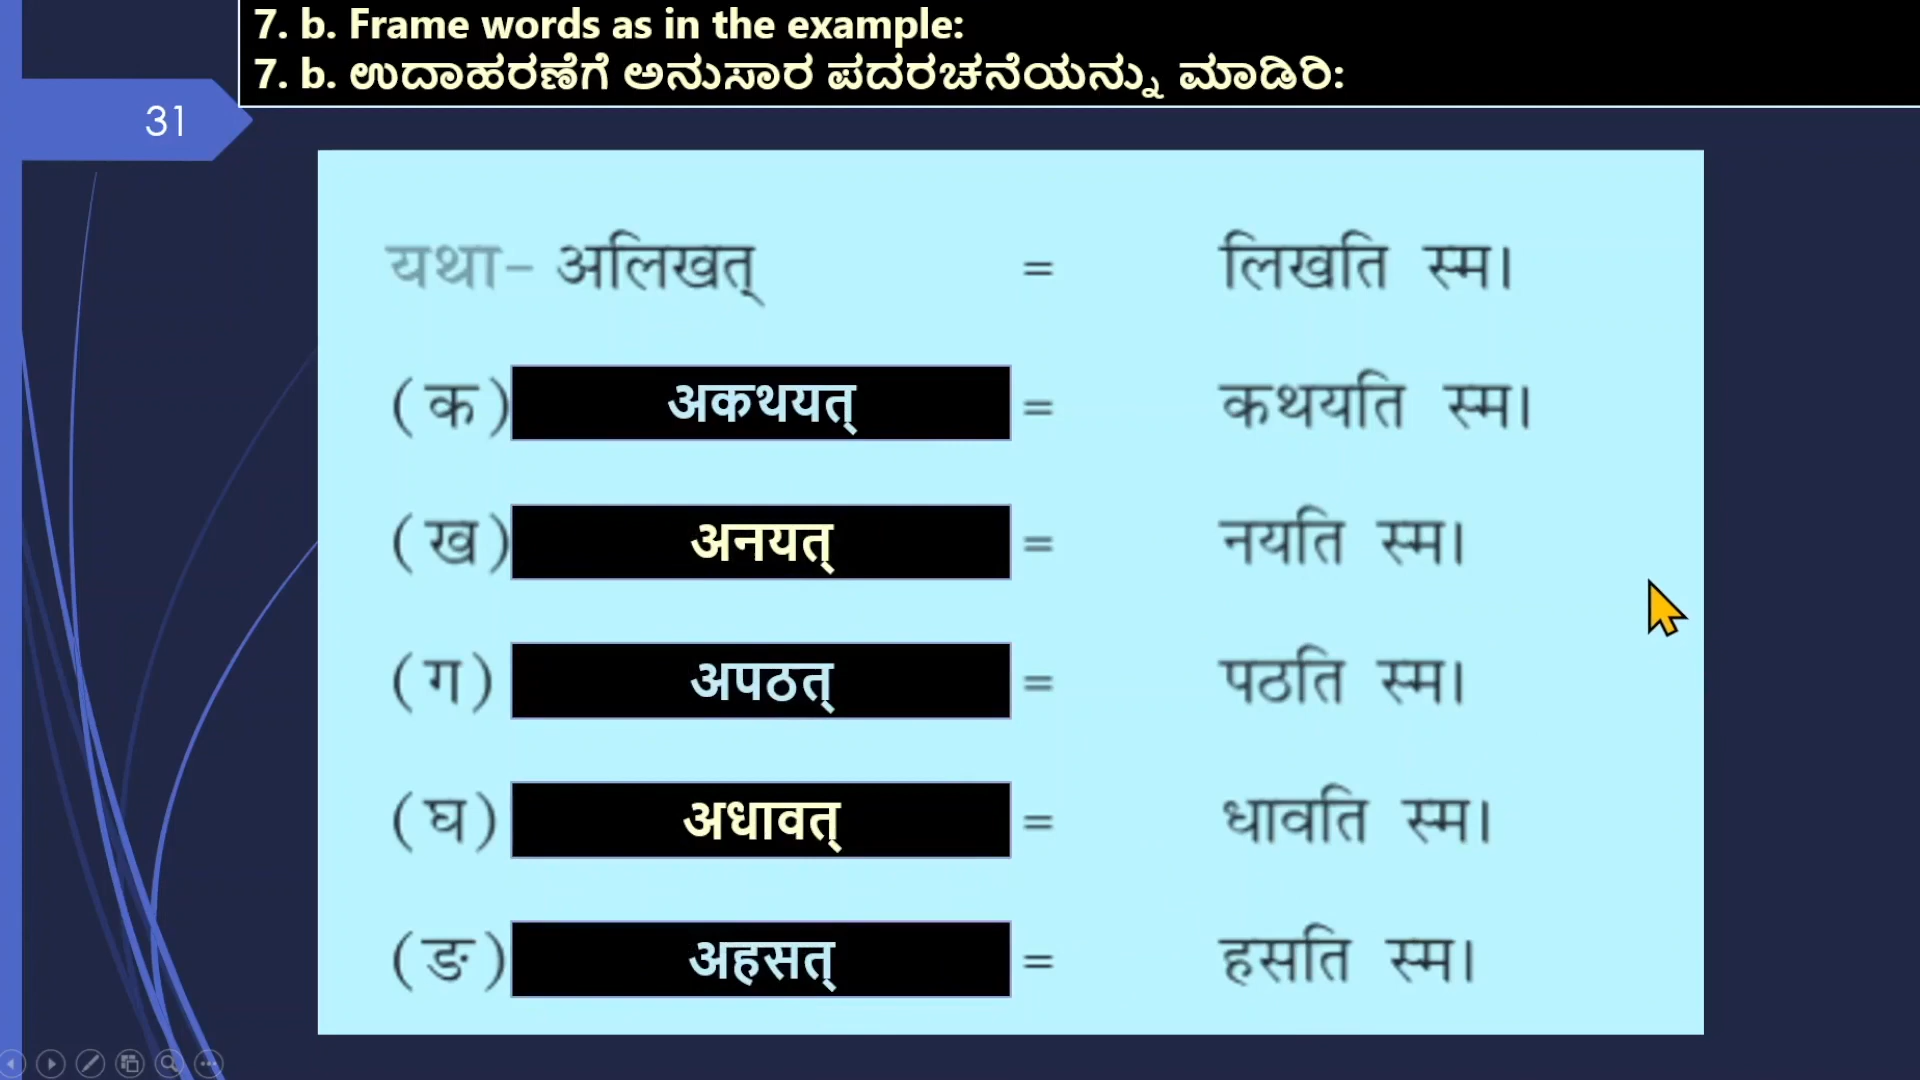 7. b. Frame words as in the example:
7. b. ಉದಾಹರಣೆಗೆ ಅನುಸಾರ ಪದರಚನೆಯನ್ನು ಮಾಡಿರಿ:
31
यथा- अलिखत् = लिखति स्म।
(क) अकथयत् = कथयति स्म।
(ख) अनयत् = नयति स्म।
(ग) अपठत् = पठति स्म।
(घ) अधावत् = धावति स्म।
(ङ) अहसत् = हसति स्म।